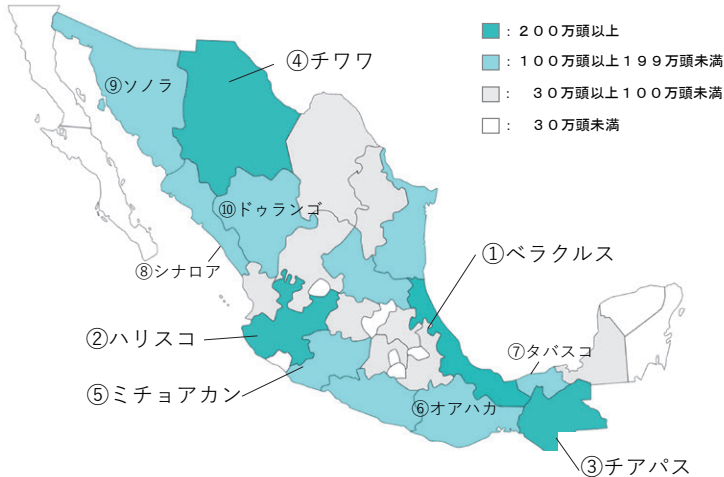 ：２００万頭以上
：１００万頭以上１９９万頭未満
：　３０万頭以上１００万頭未満
：　３０万頭未満
④チワワ
⑨ソノラ
⑩ドゥランゴ
①ベラクルス
⑧シナロア
②ハリスコ
⑦タバスコ
⑤ミチョアカン
⑥オアハカ
③チアパス